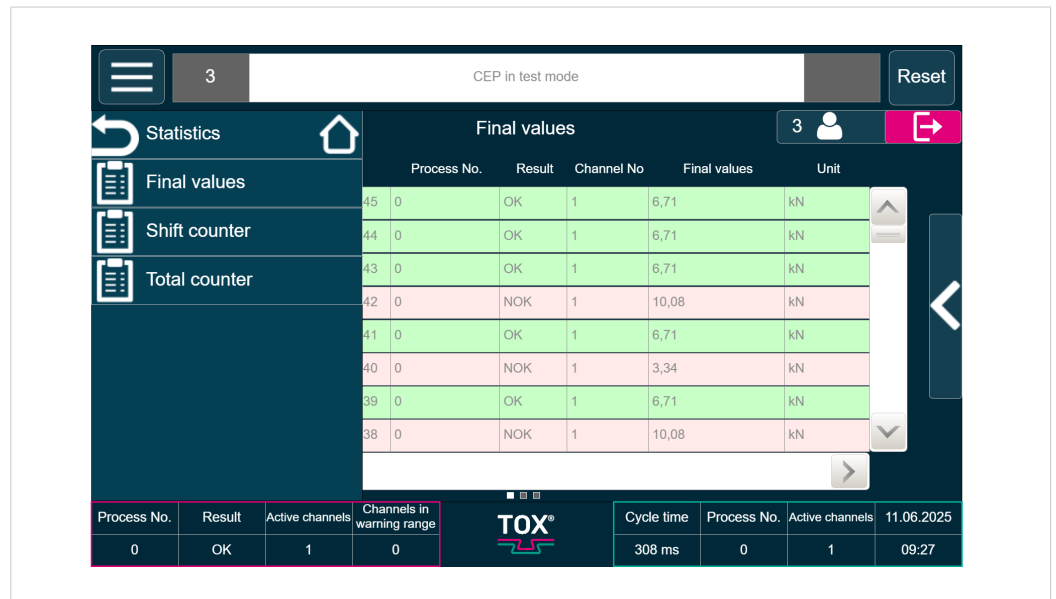 3 CEP in test mode Reset
Statistics Final values 3
Process No. Result Channel No Final values Unit
Final values
Shift counter
Total counter
45 0 OK 1 6,71 kN
44 0 OK 1 6,71 kN
43 0 OK 1 6,71 kN
42 0 NOK 1 10,08 kN
41 0 OK 1 6,71 kN
40 0 NOK 1 3,34 kN
39 0 OK 1 6,71 kN
38 0 NOK 1 10,08 kN
Process No. Result Active channels Channels in warning range
0 OK 1 0
TOX®
Cycle time Process No. Active channels 11.06.2025
308 ms 0 1 09:27